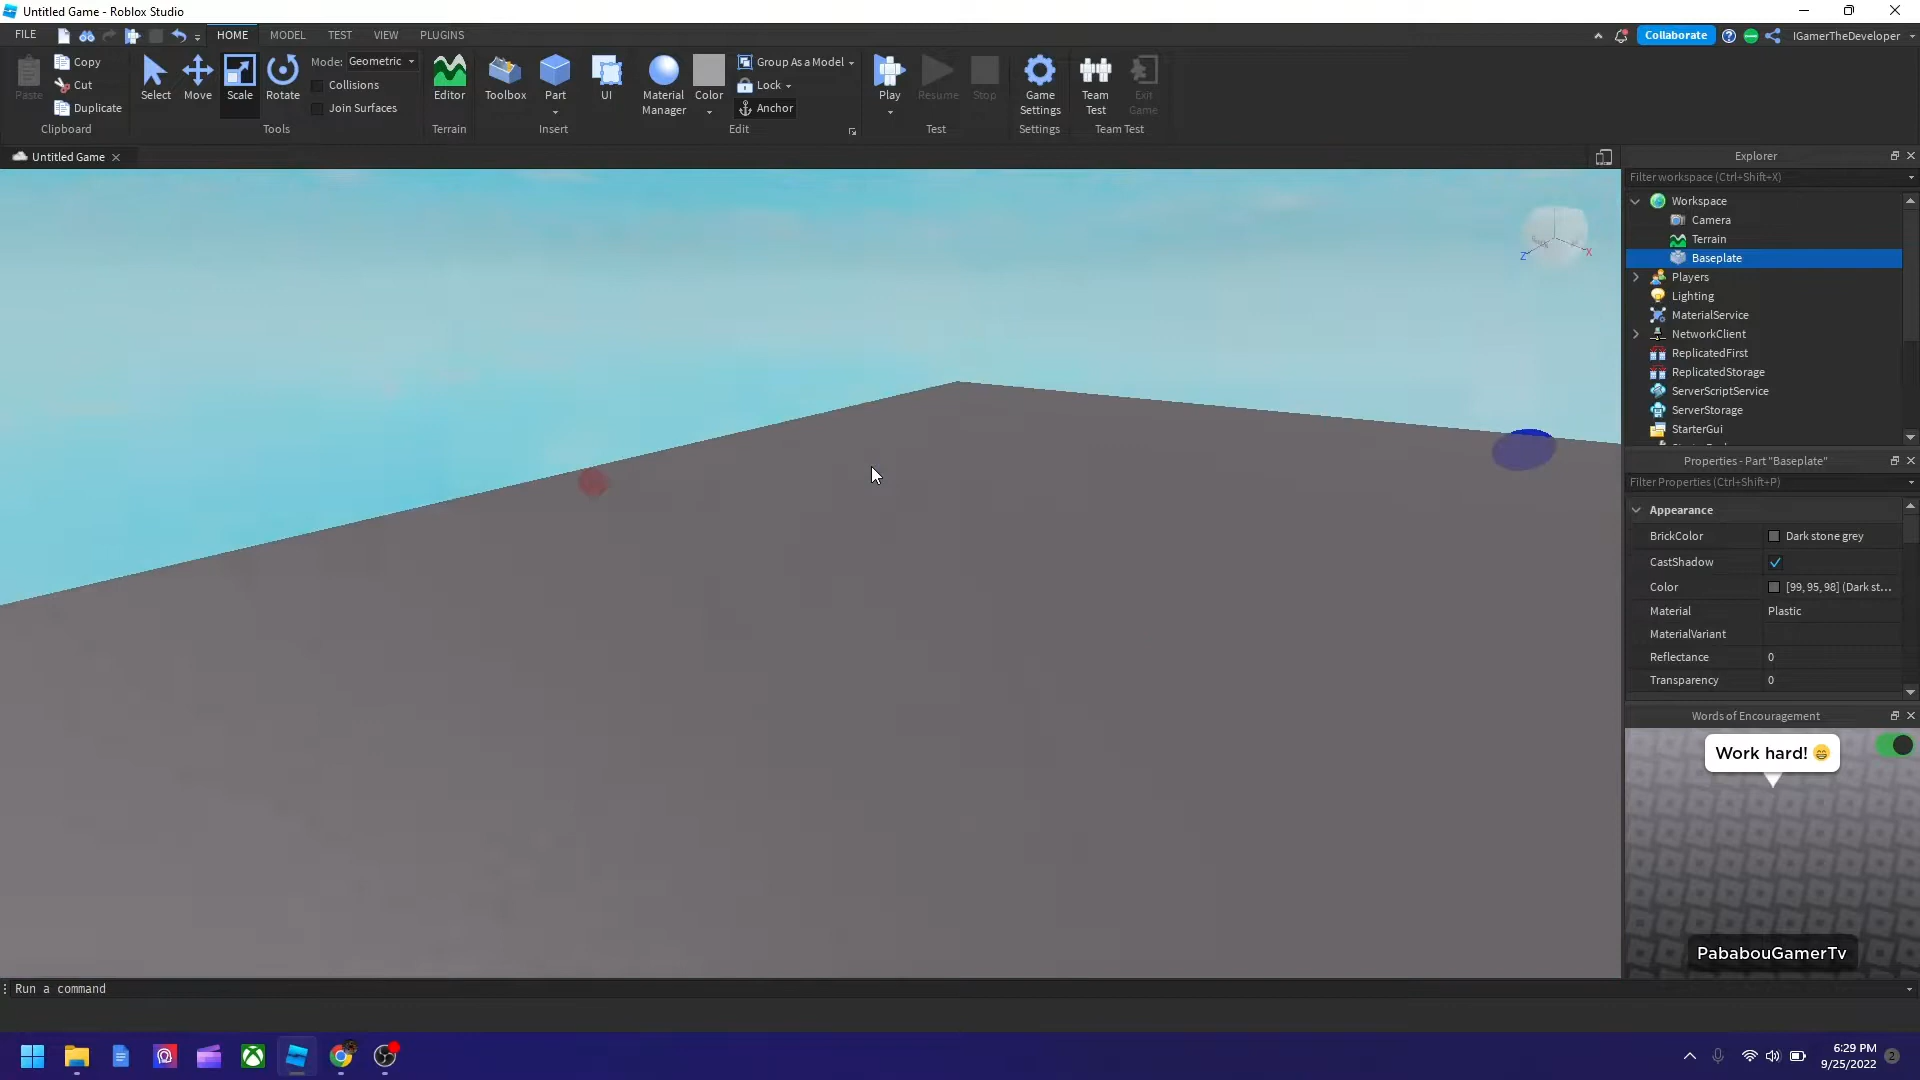 Untitled Game - Roblox Studio
FILE HOME MODEL TEST VIEW PLUGINS Collaborate IGamerTheDeveloper
Paste
Copy
Cut
Duplicate
Clipboard
Select Move Scale Rotate
Mode: Geometric
Collisions
Join Surfaces
Tools
Editor
Terrain
Toolbox Part UI
Insert
Material Manager
Color
Group As a Model
Lock
Anchor
Edit
Play Resume Stop
Test
Game Settings
Settings
Team Test
Exit Game
Team Test
Untitled Game
Explorer
Filter workspace (Ctrl+Shift+X)
Workspace
Camera
Terrain
Baseplate
Players
Lighting
MaterialService
NetworkClient
ReplicatedFirst
ReplicatedStorage
ServerScriptService
ServerStorage
StarterGui
Z X
Properties - Part "Baseplate"
Filter Properties (Ctrl+Shift+P)
Appearance
BrickColor Dark stone grey
CastShadow
Color [99, 95, 98] (Dark st...
Material Plastic
MaterialVariant
Reflectance 0
Transparency 0
Words of Encouragement
Work hard! 😁
PababouGamerTv
Run a command
6:29 PM
9/25/2022
2